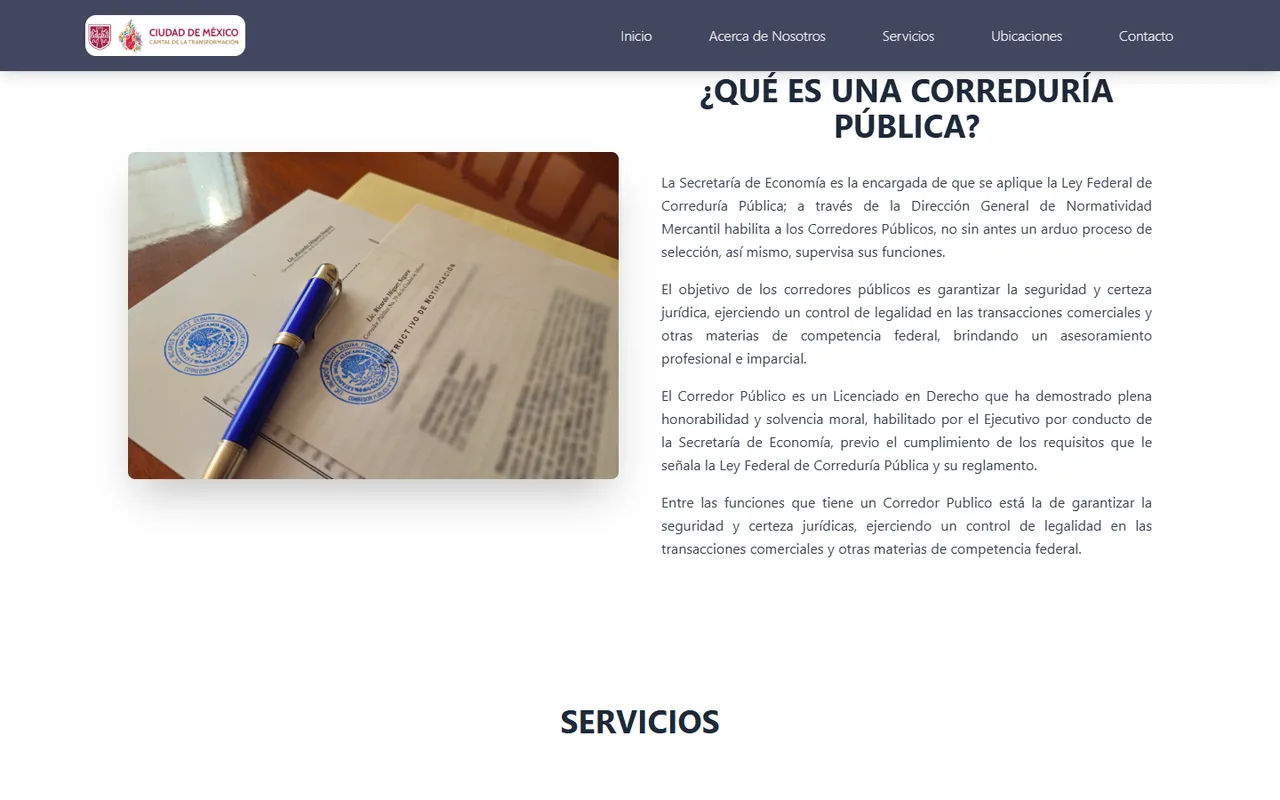 CIUDAD DE MÉXICO
CAPITAL DE LA TRANSFORMACIÓN
Inicio
Acerca de Nosotros
Servicios
Ubicaciones
Contacto
¿QUÉ ES UNA CORREDURÍA
PÚBLICA?
La Secretaría de Economía es la encargada de que se aplique la Ley Federal de
Correduría Pública; a través de la Dirección General de Normatividad
Mercantil habilita a los Corredores Públicos, no sin antes un arduo proceso de
selección, así mismo, supervisa sus funciones.
El objetivo de los corredores públicos es garantizar la seguridad y certeza
jurídica, ejerciendo un control de legalidad en las transacciones comerciales y
otras materias de competencia federal, brindando un asesoramiento
profesional e imparcial.
El Corredor Público es un Licenciado en Derecho que ha demostrado plena
honorabilidad y solvencia moral, habilitado por el Ejecutivo por conducto de
la Secretaría de Economía, previo el cumplimiento de los requisitos que le
señala la Ley Federal de Correduría Pública y su reglamento.
Entre las funciones que tiene un Corredor Publico está la de garantizar la
seguridad y certeza jurídicas, ejerciendo un control de legalidad en las
transacciones comerciales y otras materias de competencia federal.
SERVICIOS